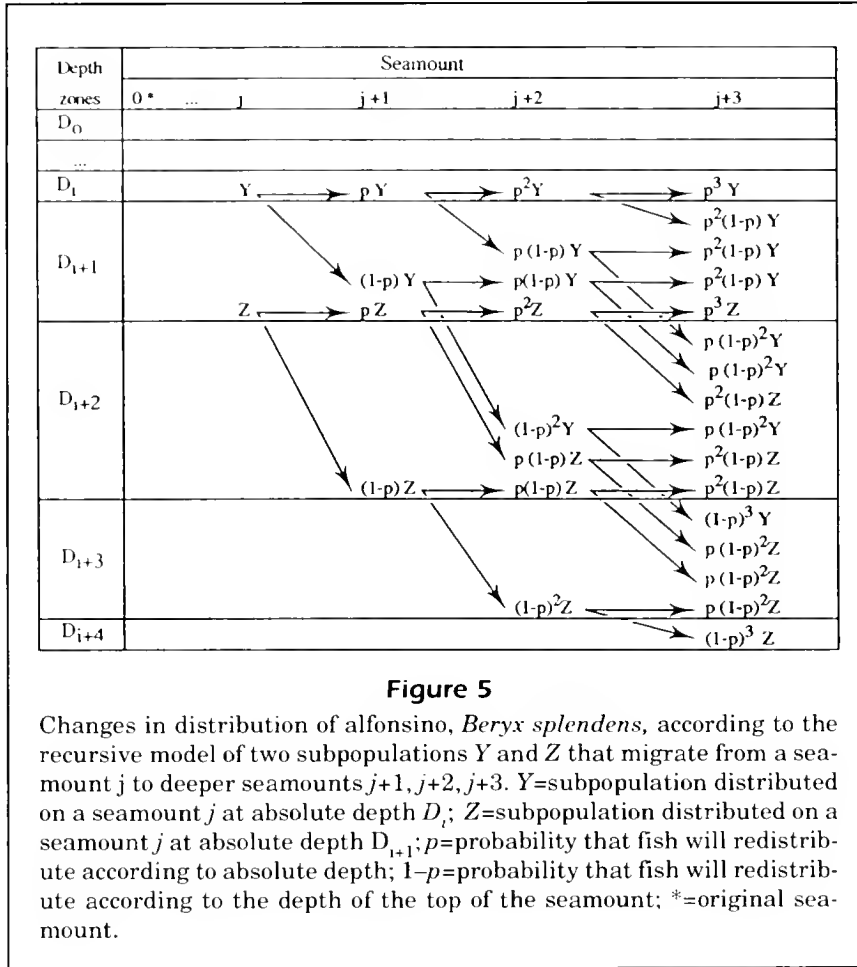 Depth zones Seamount
0 * ... j j+1 j+2 j+3
D₀
...
Dᵢ Y pY p²Y p³Y
p²(1-p)Y
Dᵢ₊₁ p(1-p)Y p²(1-p)Y
(1-p)Y p(1-p)Y p²(1-p)Y
Z pZ p²Z p³Z
p(1-p)²Y
p(1-p)²Y
Dᵢ₊₂ p²(1-p)Z
(1-p)²Y p(1-p)²Y
p(1-p)Z p²(1-p)Z
(1-p)Z p(1-p)Z p²(1-p)Z
(1-p)³Y
p(1-p)²Z
Dᵢ₊₃ p(1-p)²Z
(1-p)²Z p(1-p)²Z
Dᵢ₊₄ (1-p)³Z
Figure 5
Changes in distribution of alfonsino, Beryx splendens, according to the
recursive model of two subpopulations Y and Z that migrate from a sea-
mount j to deeper seamounts j+1, j+2, j+3. Y=subpopulation distributed
on a seamount j at absolute depth Dᵢ; Z=subpopulation distributed on a
seamount j at absolute depth Dᵢ₊₁; p=probability that fish will redistrib-
ute according to absolute depth; 1–p=probability that fish will redistrib-
ute according to the depth of the top of the seamount; *=original sea-
mount.